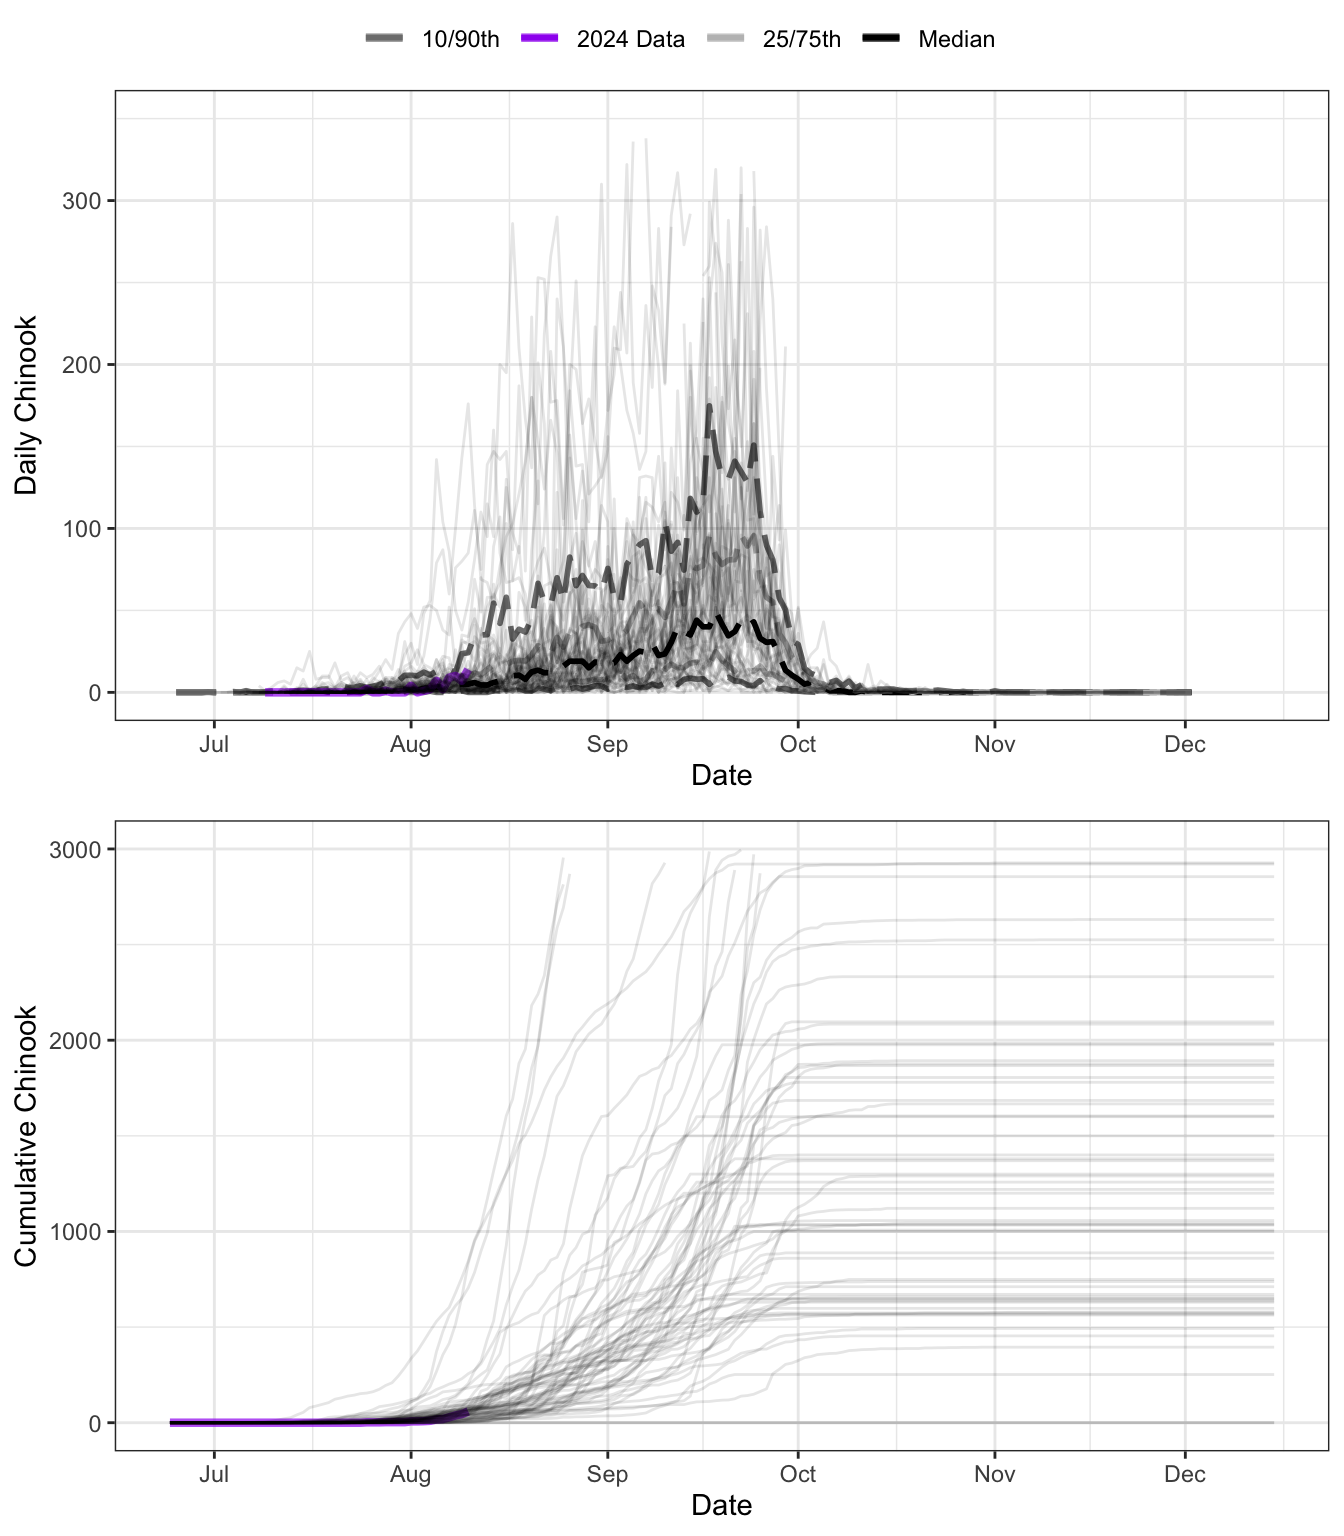 10/90th 2024 Data 25/75th Median
300
200
100
0
Daily Chinook
Jul Aug Sep Oct Nov Dec
Date
3000
2000
1000
0
Cumulative Chinook
Jul Aug Sep Oct Nov Dec
Date